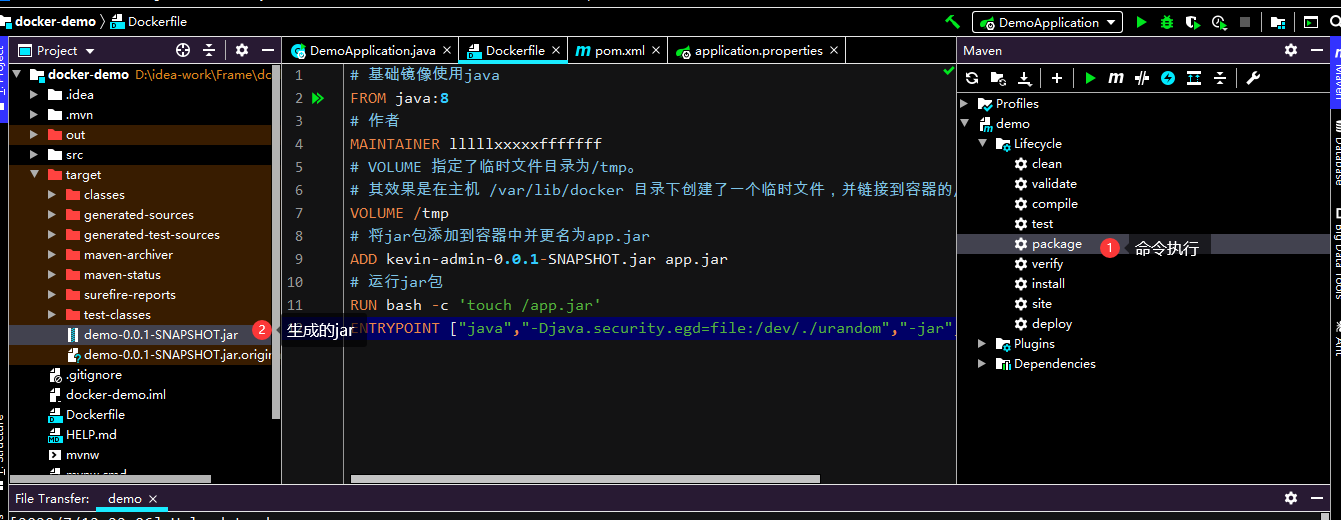 docker-demo
Dockerfile
DemoApplication
Project
DemoApplication.java
Dockerfile
pom.xml
application.properties
Maven
docker-demo D:\idea-work\Frame\do
.idea
.mvn
out
src
target
classes
generated-sources
generated-test-sources
maven-archiver
maven-status
surefire-reports
test-classes
demo-0.0.1-SNAPSHOT.jar
2 生成的jar
demo-0.0.1-SNAPSHOT.jar.origin
.gitignore
docker-demo.iml
Dockerfile
HELP.md
mvnw
mvnw.cmd
1 # 基础镜像使用java
2 FROM java:8
3 # 作者
4 MAINTAINER lllllxxxxxfffffff
5 # VOLUME 指定了临时文件目录为/tmp。
6 # 其效果是在主机 /var/lib/docker 目录下创建了一个临时文件，并链接到容器的/
7 VOLUME /tmp
8 # 将jar包添加到容器中并更名为app.jar
9 ADD kevin-admin-0.0.1-SNAPSHOT.jar app.jar
10 # 运行jar包
11 RUN bash -c 'touch /app.jar'
ENTRYPOINT ["java","-Djava.security.egd=file:/dev/./urandom","-jar",
Profiles
demo
Lifecycle
clean
validate
compile
test
package
1 命令执行
verify
install
site
deploy
Plugins
Dependencies
Maven
Database
Big Data Tools
Ant
File Transfer:
demo